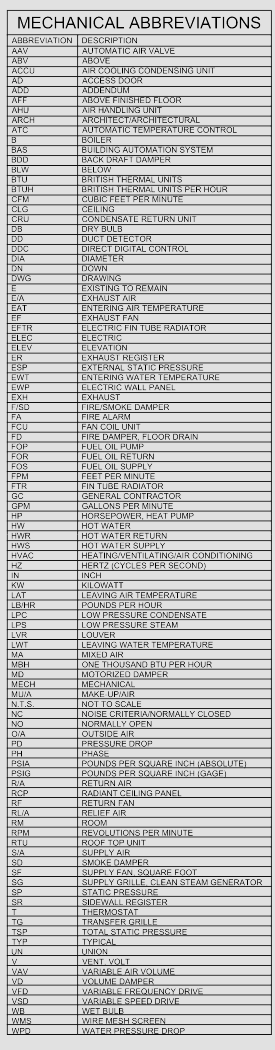 MECHANICAL ABBREVIATIONS
ABBREVIATION DESCRIPTION
AAV AUTOMATIC AIR VALVE
ABV ABOVE
ACCU AIR COOLING CONDENSING UNIT
AD ACCESS DOOR
ADD ADDENDUM
AFF ABOVE FINISHED FLOOR
AHU AIR HANDLING UNIT
ARCH ARCHITECT/ARCHITECTURAL
ATC AUTOMATIC TEMPERATURE CONTROL
B BOILER
BAS BUILDING AUTOMATION SYSTEM
BDD BACK DRAFT DAMPER
BLW BELOW
BTU BRITISH THERMAL UNITS
BTUH BRITISH THERMAL UNITS PER HOUR
CFM CUBIC FEET PER MINUTE
CLG CEILING
CRU CONDENSATE RETURN UNIT
DB DRY BULB
DD DUCT DETECTOR
DDC DIRECT DIGITAL CONTROL
DIA DIAMETER
DN DOWN
DWG DRAWING
E EXISTING TO REMAIN
E/A EXHAUST AIR
EAT ENTERING AIR TEMPERATURE
EF EXHAUST FAN
EFTR ELECTRIC FIN TUBE RADIATOR
ELEC ELECTRIC
ELEV ELEVATION
ER EXHAUST REGISTER
ESP EXTERNAL STATIC PRESSURE
EWT ENTERING WATER TEMPERATURE
EWP ELECTRIC WALL PANEL
EXH EXHAUST
F/SD FIRE/SMOKE DAMPER
FA FIRE ALARM
FCU FAN COIL UNIT
FD FIRE DAMPER, FLOOR DRAIN
FOP FUEL OIL PUMP
FOR FUEL OIL RETURN
FOS FUEL OIL SUPPLY
FPM FEET PER MINUTE
FTR FIN TUBE RADIATOR
GC GENERAL CONTRACTOR
GPM GALLONS PER MINUTE
HP HORSEPOWER, HEAT PUMP
HW HOT WATER
HWR HOT WATER RETURN
HWS HOT WATER SUPPLY
HVAC HEATING/VENTILATING/AIR CONDITIONING
HZ HERTZ (CYCLES PER SECOND)
IN INCH
KW KILOWATT
LAT LEAVING AIR TEMPERATURE
LB/HR POUNDS PER HOUR
LPC LOW PRESSURE CONDENSATE
LPS LOW PRESSURE STEAM
LVR LOUVER
LWT LEAVING WATER TEMPERATURE
MA MIXED AIR
MBH ONE THOUSAND BTU PER HOUR
MD MOTORIZED DAMPER
MECH MECHANICAL
MU/A MAKE-UP/AIR
N.T.S. NOT TO SCALE
NC NOISE CRITERIA/NORMALLY CLOSED
NO NORMALLY OPEN
O/A OUTSIDE AIR
PD PRESSURE DROP
PH PHASE
PSIA POUNDS PER SQUARE INCH (ABSOLUTE)
PSIG POUNDS PER SQUARE INCH (GAGE)
R/A RETURN AIR
RCP RADIANT CEILING PANEL
RF RETURN FAN
RL/A RELIEF AIR
RM ROOM
RPM REVOLUTIONS PER MINUTE
RTU ROOF TOP UNIT
S/A SUPPLY AIR
SD SMOKE DAMPER
SF SUPPLY FAN, SQUARE FOOT
SG SUPPLY GRILLE, CLEAN STEAM GENERATOR
SP STATIC PRESSURE
SR SIDEWALL REGISTER
T THERMOSTAT
TG TRANSFER GRILLE
TSP TOTAL STATIC PRESSURE
TYP TYPICAL
UN UNION
V VENT, VOLT
VAV VARIABLE AIR VOLUME
VD VOLUME DAMPER
VFD VARIABLE FREQUENCY DRIVE
VSD VARIABLE SPEED DRIVE
WB WET BULB
WMS WIRE MESH SCREEN
WPD WATER PRESSURE DROP